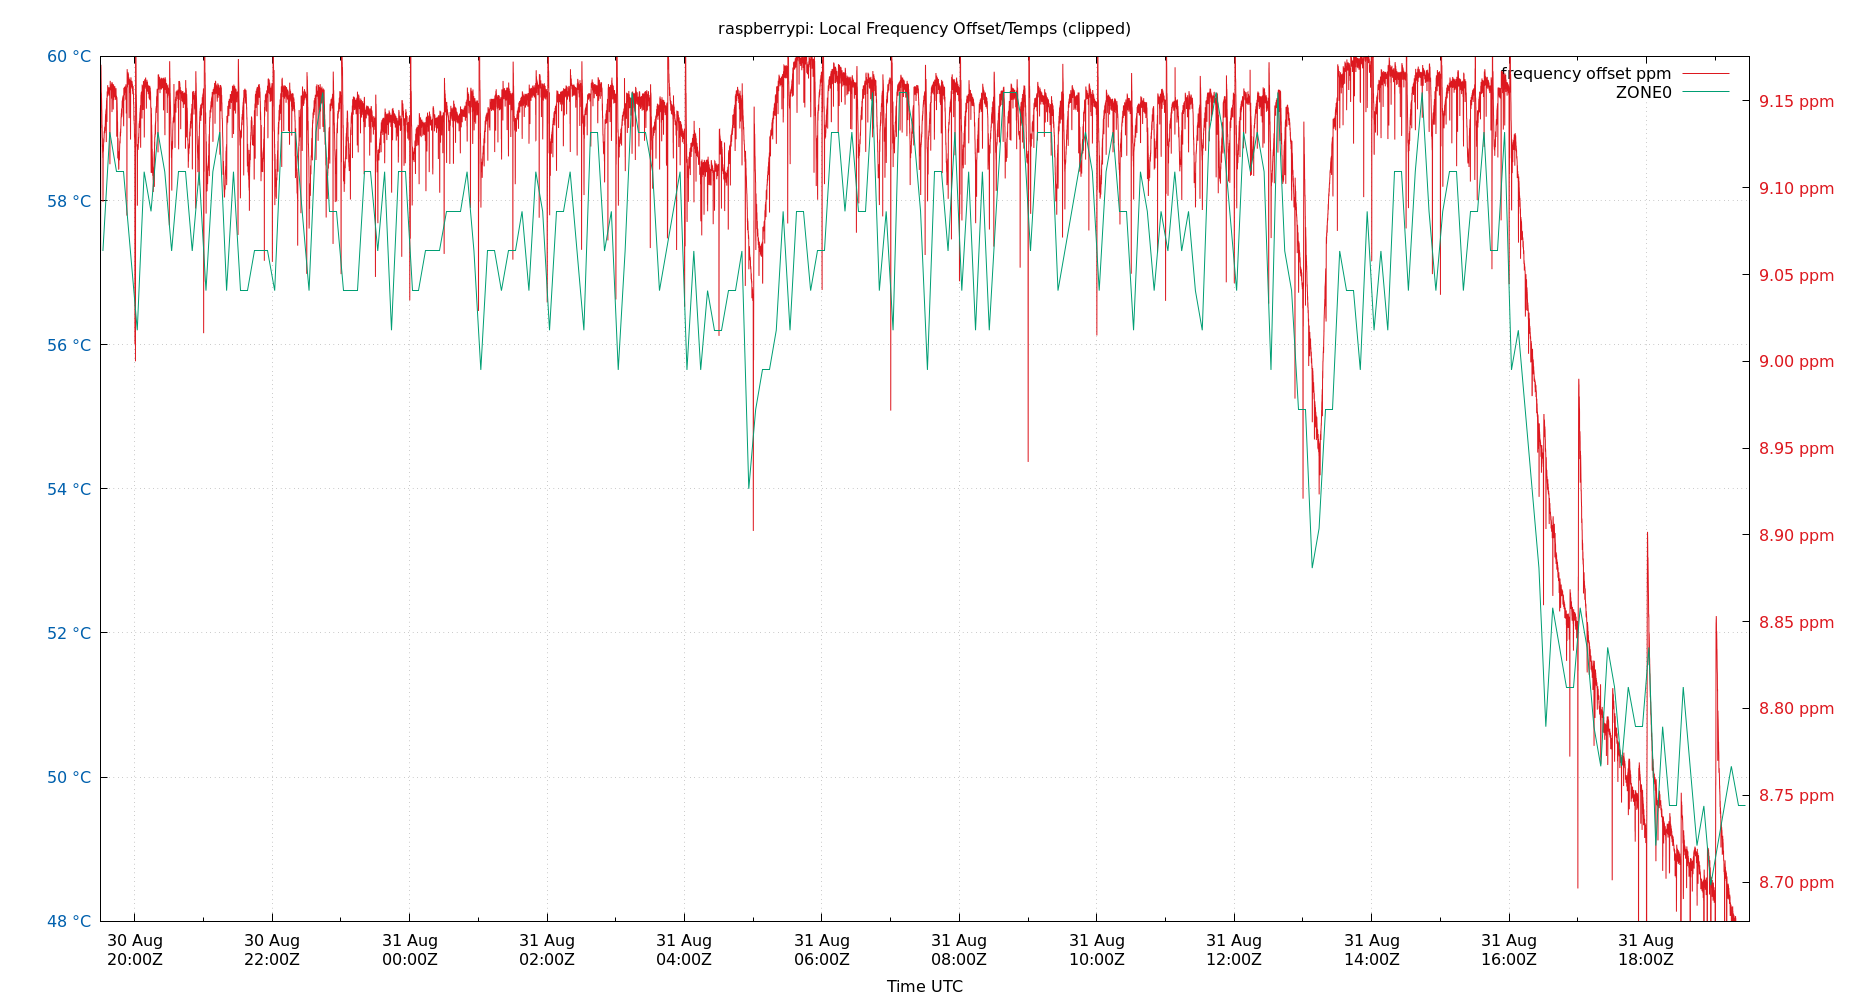 raspberrypi: Local Frequency Offset/Temps (clipped)
60 °C
58 °C
56 °C
54 °C
52 °C
50 °C
48 °C
frequency offset ppm
ZONE0
9.15 ppm
9.10 ppm
9.05 ppm
9.00 ppm
8.95 ppm
8.90 ppm
8.85 ppm
8.80 ppm
8.75 ppm
8.70 ppm
30 Aug 30 Aug 31 Aug 31 Aug 31 Aug 31 Aug 31 Aug 31 Aug 31 Aug 31 Aug 31 Aug 31 Aug
20:00Z 22:00Z 00:00Z 02:00Z 04:00Z 06:00Z 08:00Z 10:00Z 12:00Z 14:00Z 16:00Z 18:00Z
Time UTC